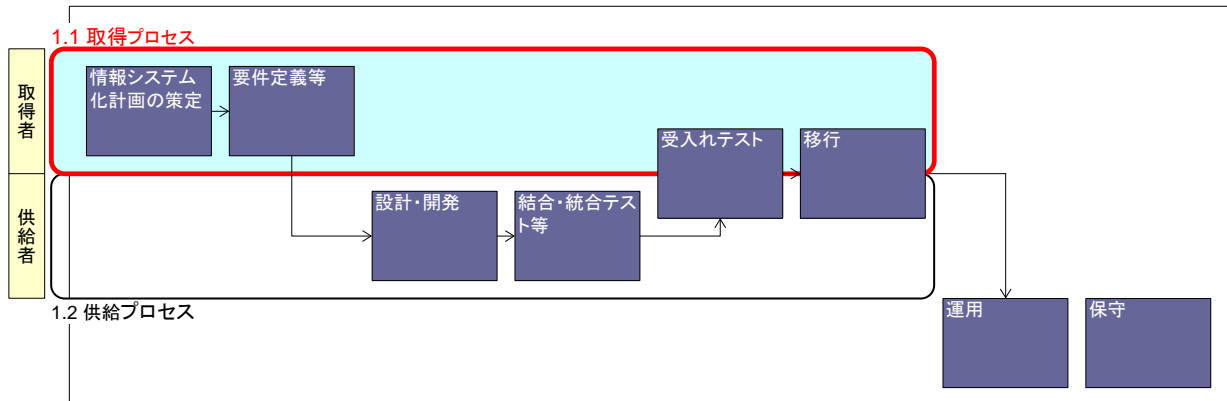 1.1 取得プロセス
取得者
情報システム
化計画の策定
要件定義等
受入れテスト
移行
供給者
設計・開発
結合・統合テス
ト等
1.2 供給プロセス
運用
保守